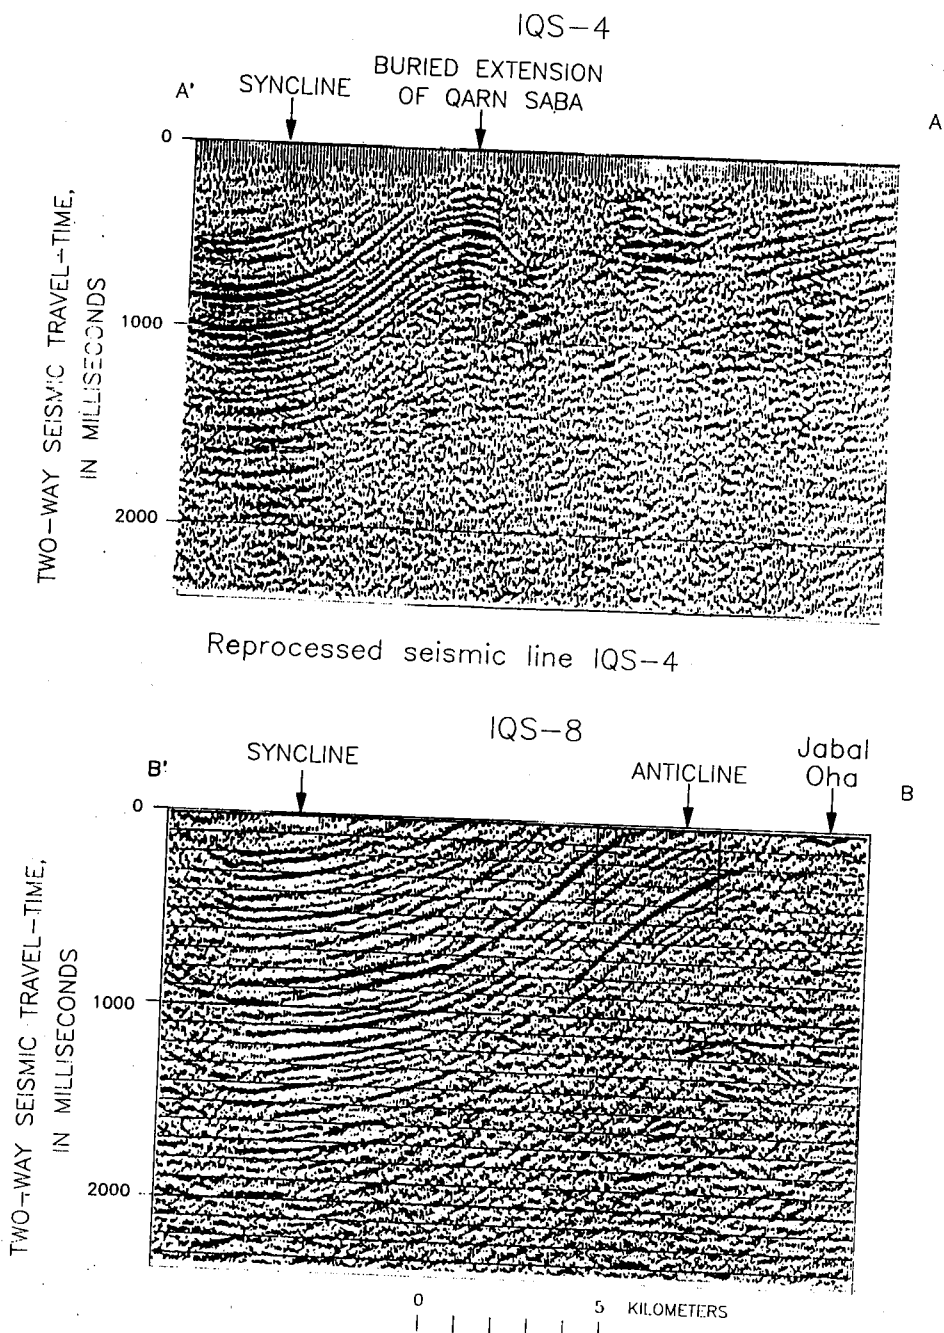 IQS-4
BURIED EXTENSION
OF QARN SABA
SYNCLINE
A'
A
0
1000
2000
TWO-WAY SEISMIC TRAVEL-TIME,
IN MILLISECONDS
Reprocessed seismic line IQS-4
IQS-8
SYNCLINE
B'
ANTICLINE
Jabal
Oha
B
0
1000
2000
TWO-WAY SEISMIC TRAVEL-TIME,
IN MILLISECONDS
0 5 KILOMETERS